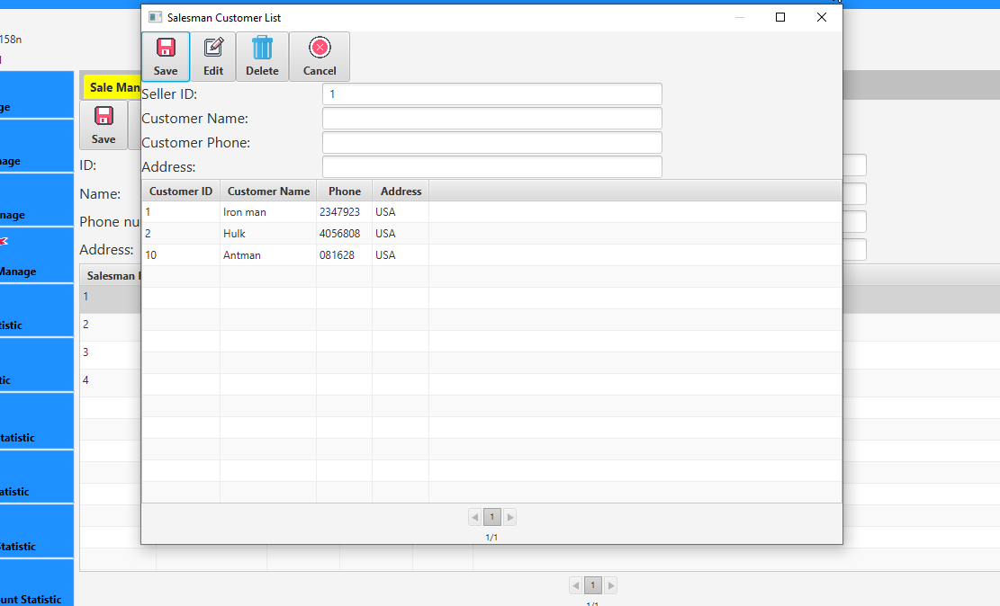 Salesman Customer List
158n
Save Edit Delete Cancel
Seller ID: 1
Customer Name:
Customer Phone:
Address:
Customer ID Customer Name Phone Address
1 Iron man 2347923 USA
2 Hulk 4056808 USA
10 Antman 081628 USA
1
1/1
Sale Man
Save
ID:
Name:
Phone nu
Address:
Salesman I
1
2
3
4
1
1/1
ge
nage
nage
Manage
tistic
tic
tatistic
atistic
Statistic
unt Statistic